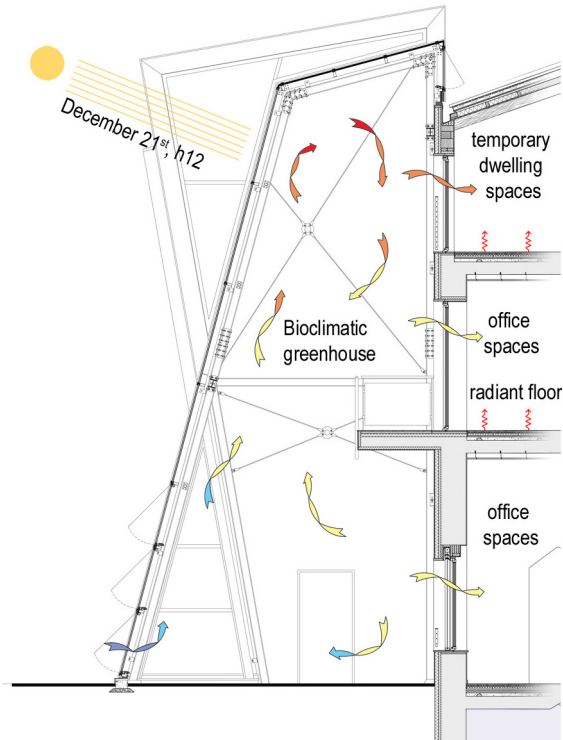 December 21st, h12
temporary
dwelling
spaces
Bioclimatic
greenhouse
office
spaces
radiant floor
office
spaces